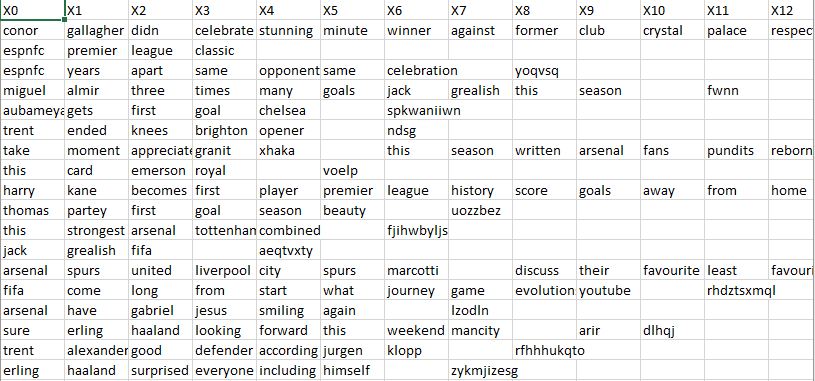 X0 X1 X2 X3 X4 X5 X6 X7 X8 X9 X10 X11 X12
conor gallagher didn celebrate stunning minute winner against former club crystal palace respec
espnfc premier league classic
espnfc years apart same opponent same celebration yoqvsq
miguel almir three times many goals jack grealish this season fwnn
aubameya gets first goal chelsea spkwaniiwn
trent ended knees brighton opener ndsg
take moment appreciate granit xhaka this season written arsenal fans pundits reborn
this card emerson royal voelp
harry kane becomes first player premier league history score goals away from home
thomas partey first goal season beauty uozzbez
this strongest arsenal tottenhan combined fjihwbyljs
jack grealish fifa aeqtvxty
arsenal spurs united liverpool city spurs marcotti discuss their favourite least favouri
fifa come long from start what journey game evolution youtube rhdztsxmql
arsenal have gabriel jesus smiling again lzodln
sure erling haaland looking forward this weekend mancity arir dlhqj
trent alexander good defender according jurgen klopp rfhhhukqto
erling haaland surprised everyone including himself zykmjizesg